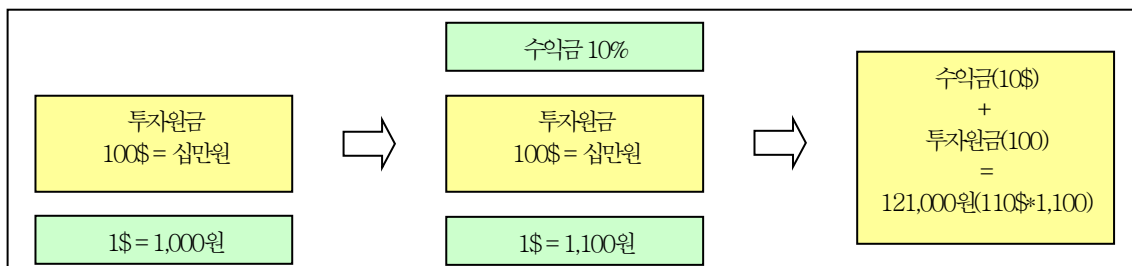 투자원금
100$ = 십만원
1$ = 1,000원
수익금 10%
투자원금
100$ = 십만원
1$ = 1,100원
수익금(10$)
+
투자원금(100)
=
121,000원(110$*1,100)